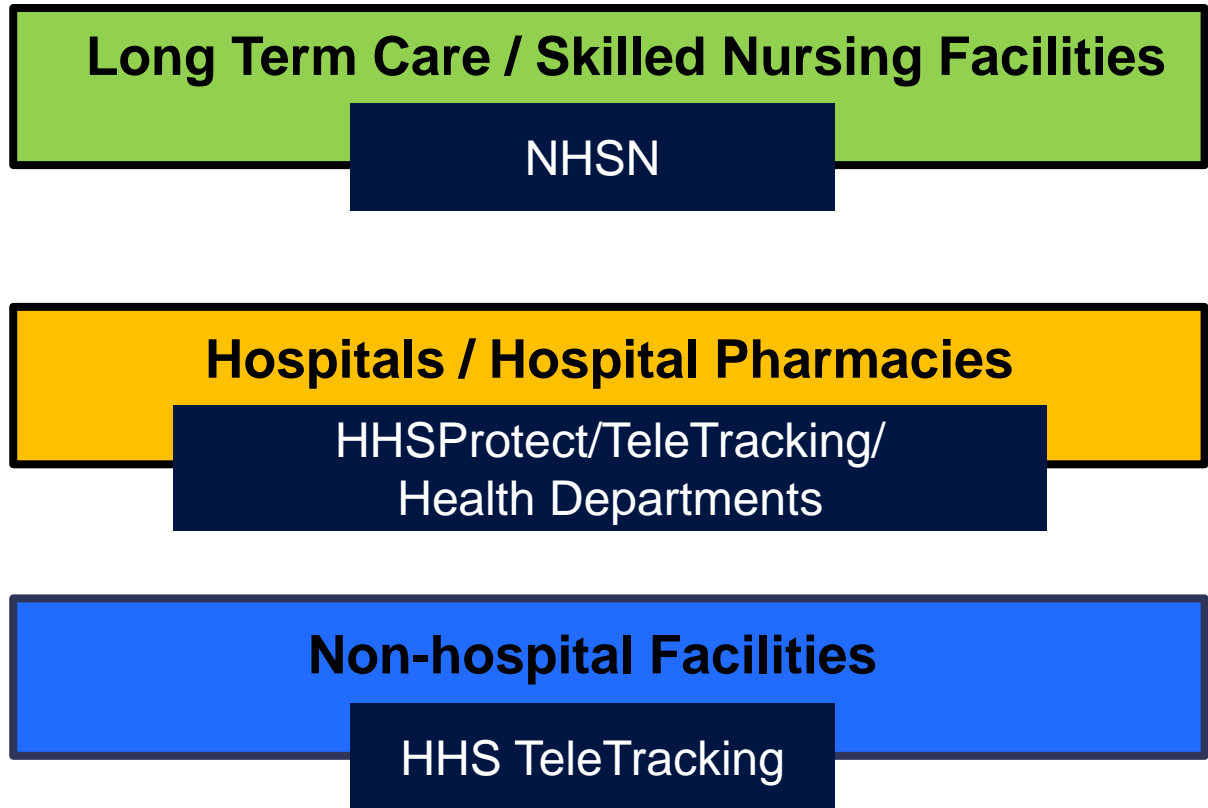 Long Term Care / Skilled Nursing Facilities
NHSN
Hospitals / Hospital Pharmacies
HHSProtect/TeleTracking/
Health Departments
Non-hospital Facilities
HHS TeleTracking